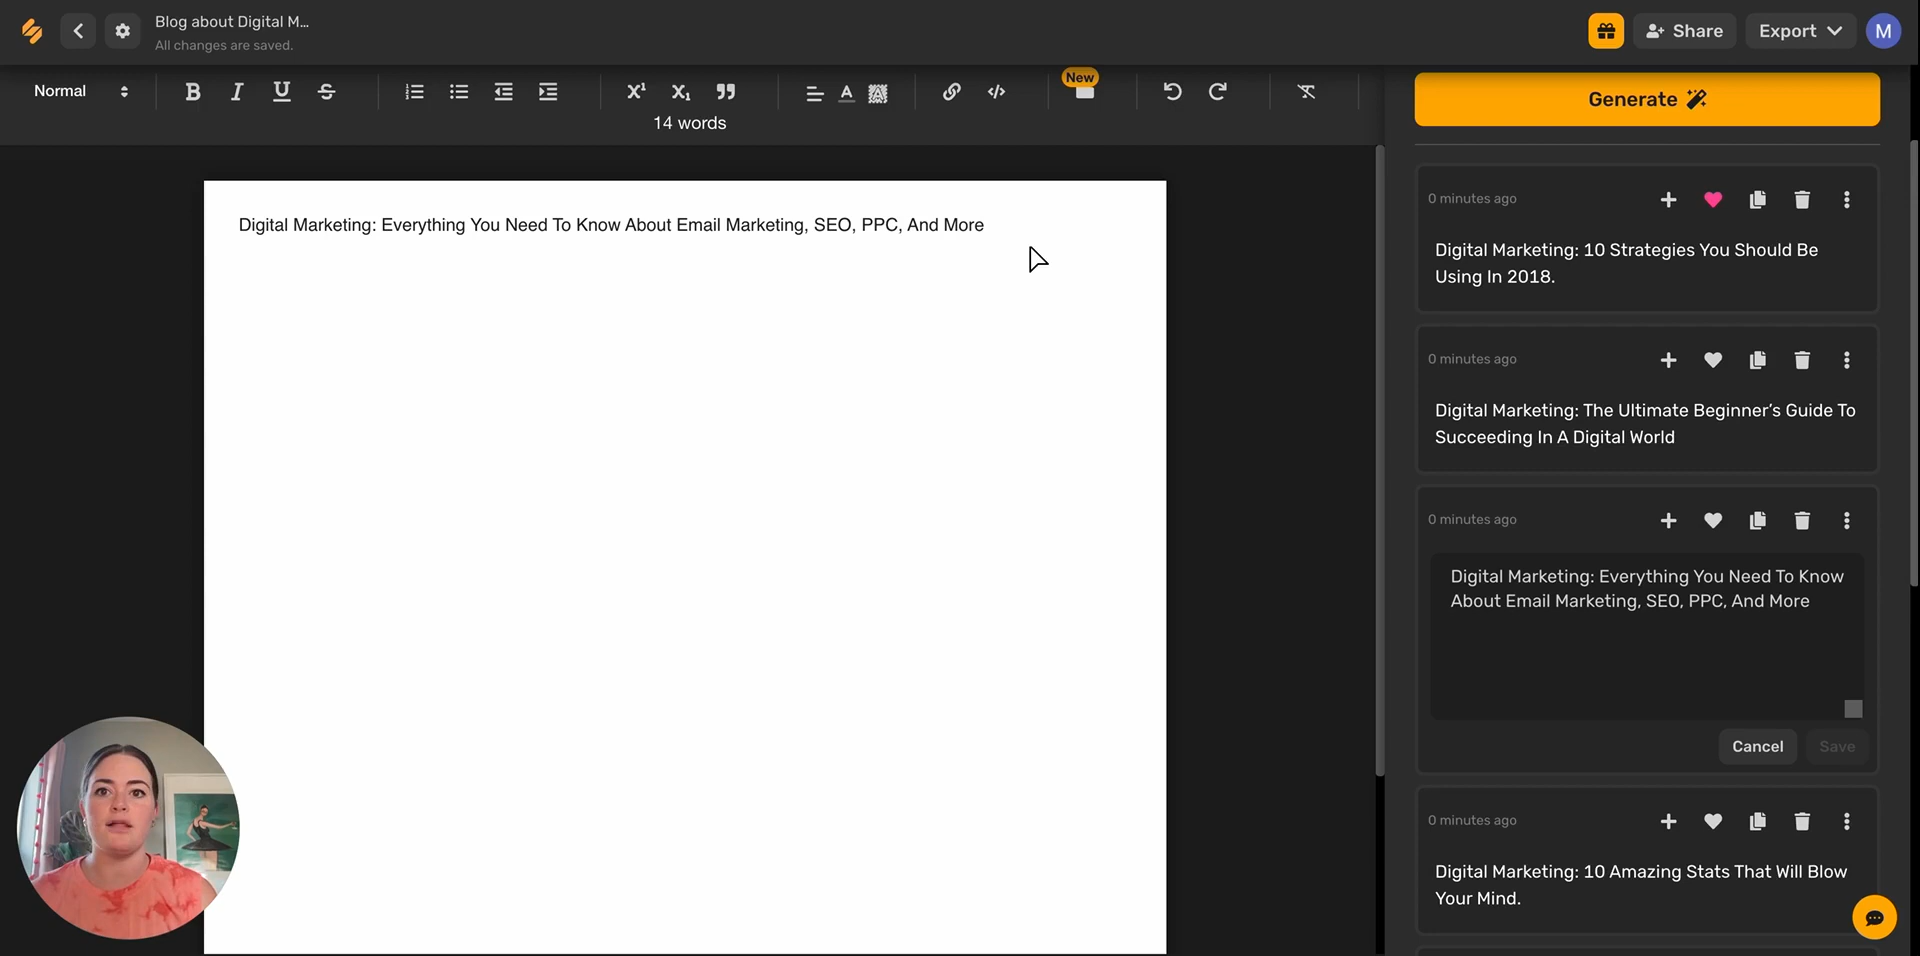 Blog about Digital M...
All changes are saved.
Share
Export
M
Normal
B
I
U
S
X¹
X₁
A
New
14 words
Generate
Digital Marketing: Everything You Need To Know About Email Marketing, SEO, PPC, And More
0 minutes ago
Digital Marketing: 10 Strategies You Should Be
Using In 2018.
0 minutes ago
Digital Marketing: The Ultimate Beginner's Guide To
Succeeding In A Digital World
0 minutes ago
Digital Marketing: Everything You Need To Know
About Email Marketing, SEO, PPC, And More
Cancel
Save
0 minutes ago
Digital Marketing: 10 Amazing Stats That Will Blow
Your Mind.